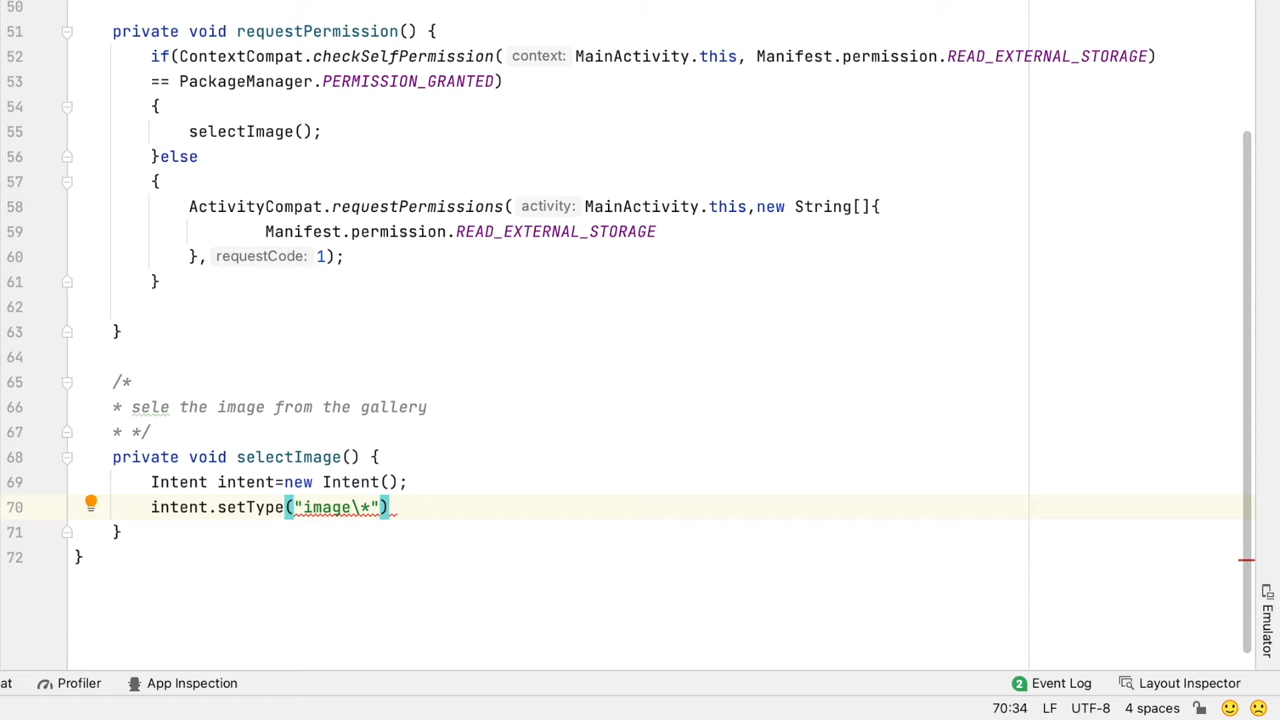 50
51 private void requestPermission() {
52 if(ContextCompat.checkSelfPermission( context: MainActivity.this, Manifest.permission.READ_EXTERNAL_STORAGE)
53 == PackageManager.PERMISSION_GRANTED)
54 {
55 selectImage();
56 }else
57 {
58 ActivityCompat.requestPermissions( activity: MainActivity.this,new String[]{
59 Manifest.permission.READ_EXTERNAL_STORAGE
60 }, requestCode: 1);
61 }
62
63 }
64
65 /*
66 * sele the image from the gallery
67 * */
68 private void selectImage() {
69 Intent intent=new Intent();
70 intent.setType("image\*")
71 }
72 }
Emulator
at Profiler App Inspection 2 Event Log Layout Inspector
70:34 LF UTF-8 4 spaces